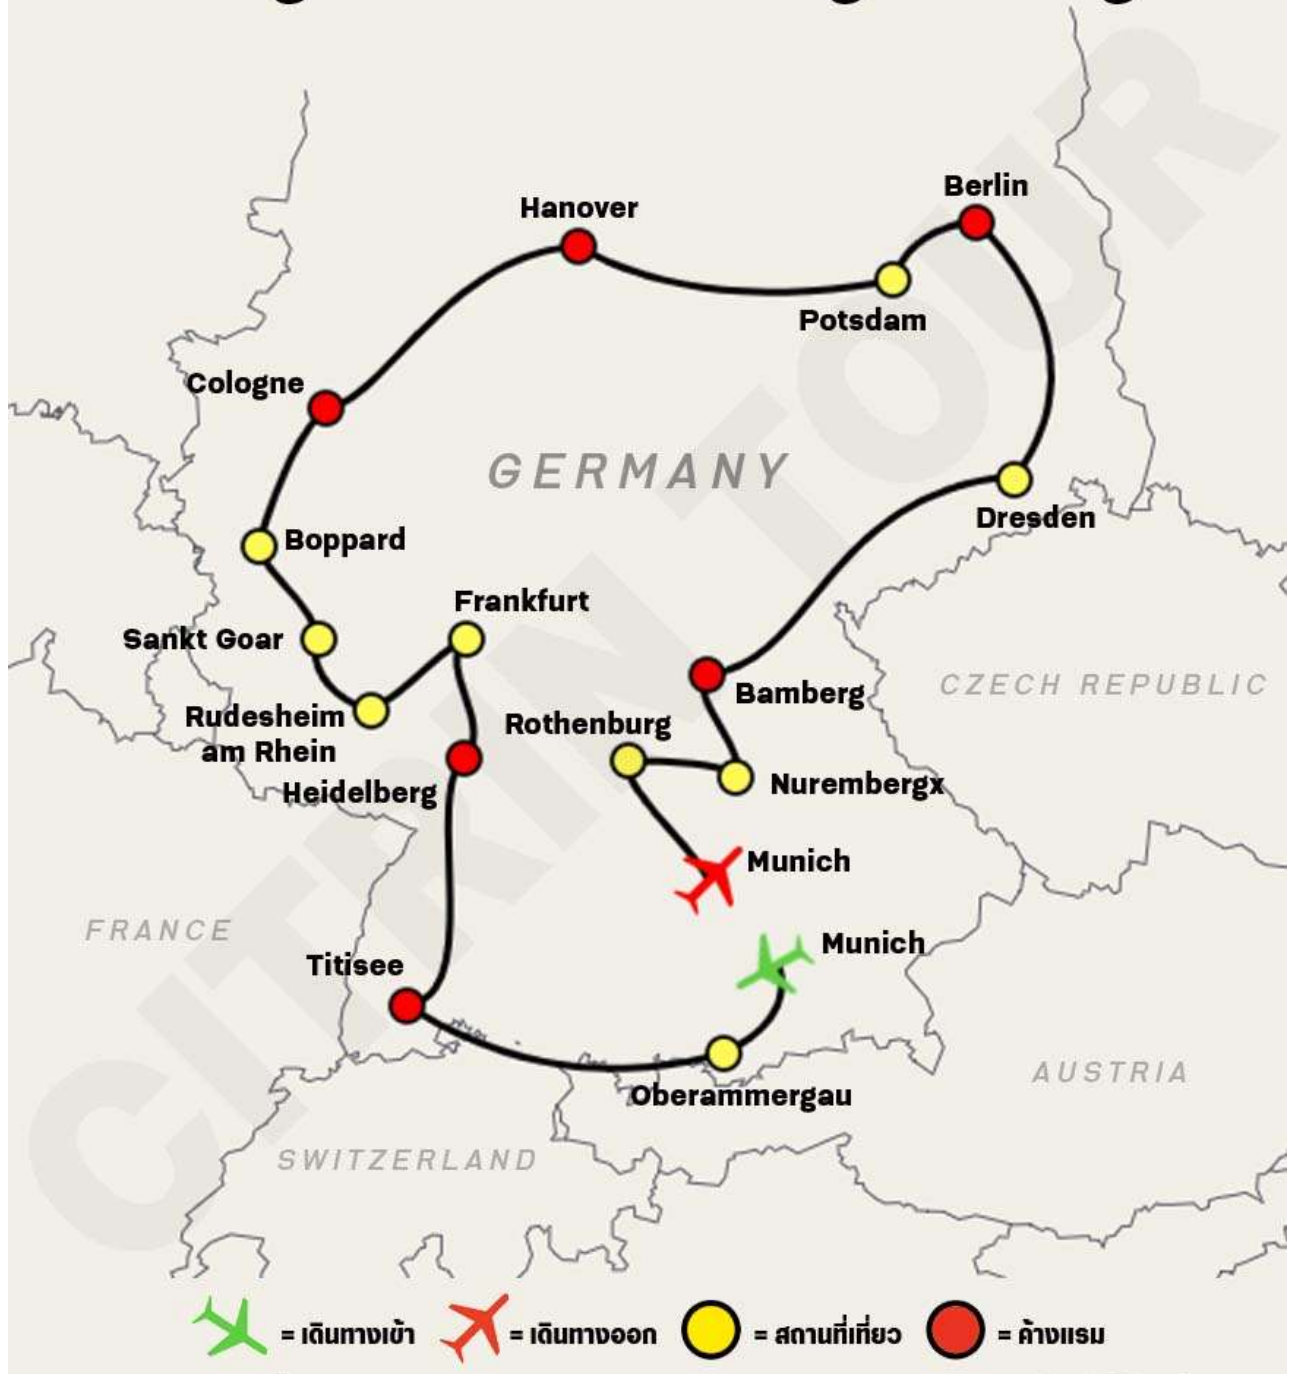 Berlin
Hanover
Potsdam
Cologne
GERMANY
Dresden
Boppard
Frankfurt
Sankt Goar
CZECH REPUBLIC
Bamberg
Rudesheim
am Rhein
Rothenburg
Heidelberg
Nurembergx
Munich
FRANCE
Munich
Titisee
AUSTRIA
Oberammergau
SWITZERLAND
CITRIN TOUR
= เดินทางเข้า = เดินทางออก = สถานที่เที่ยว = ค้างแรม